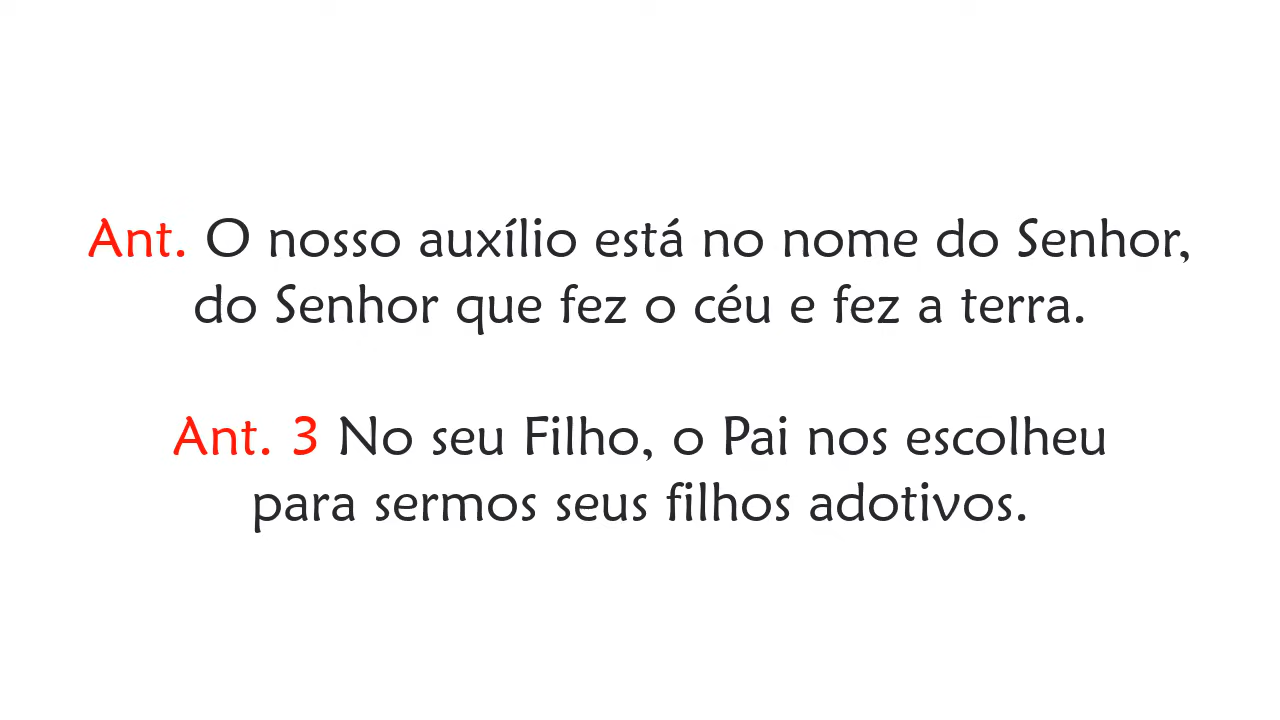 Ant. O nosso auxílio está no nome do Senhor,
do Senhor que fez o céu e fez a terra.
Ant. 3 No seu Filho, o Pai nos escolheu
para sermos seus filhos adotivos.